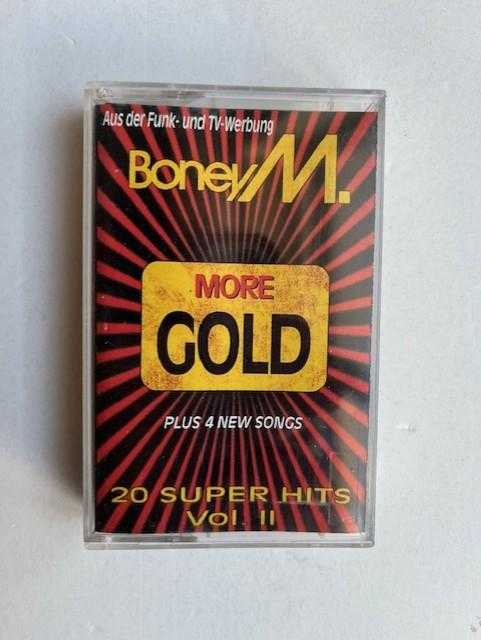 Aus der Funk- und TV-Werbung
Boney M.
MORE
GOLD
PLUS 4 NEW SONGS
20 SUPER HITS
Vol. II